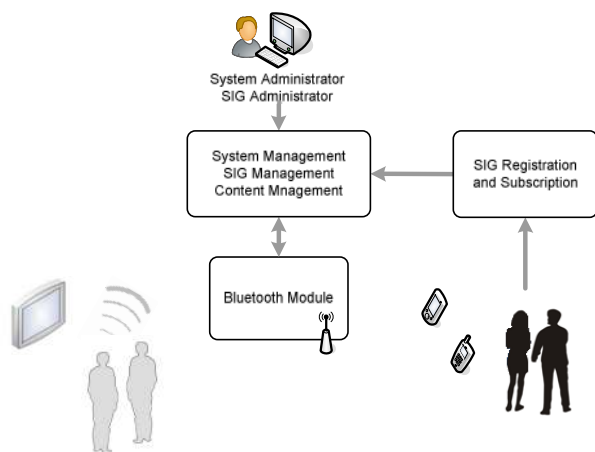 System Administrator
SIG Administrator
System Management
SIG Management
Content Mnagement
SIG Registration
and Subscription
Bluetooth Module